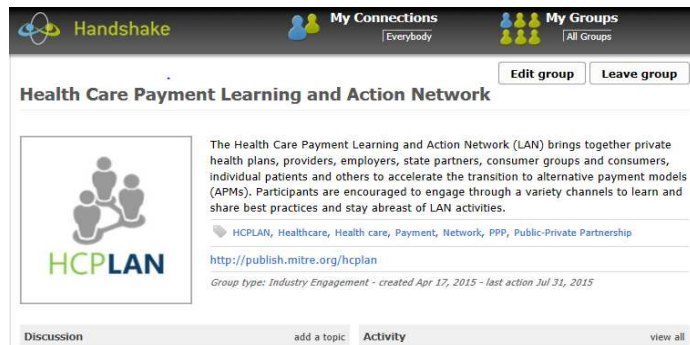 Handshake
My Connections
Everybody
My Groups
All Groups
Edit group
Leave group
Health Care Payment Learning and Action Network
HCPLAN
The Health Care Payment Learning and Action Network (LAN) brings together private
health plans, providers, employers, state partners, consumer groups and consumers,
individual patients and others to accelerate the transition to alternative payment models
(APMs). Participants are encouraged to engage through a variety channels to learn and
share best practices and stay abreast of LAN activities.
HCPLAN, Healthcare, Health care, Payment, Network, PPP, Public-Private Partnership
http://publish.mitre.org/hcplan
Group type: Industry Engagement - created Apr 17, 2015 - last action Jul 31, 2015
Discussion
add a topic
Activity
view all